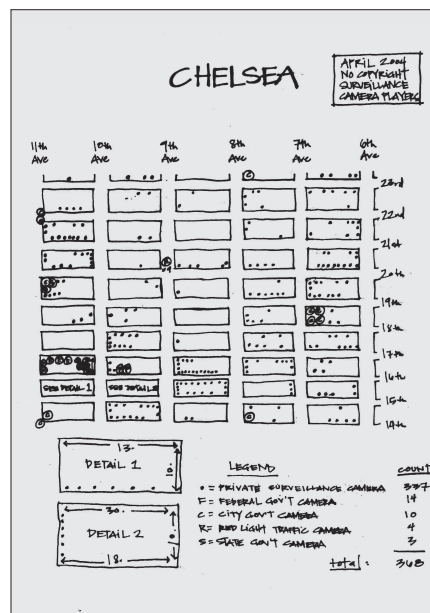 CHELSEA
APRIL 2004
NO COPYRIGHT
SURVEILLANCE
CAMERA PLAYERS
11th Ave
10th Ave
9th Ave
8th Ave
7th Ave
6th Ave
23rd
22nd
21st
20th
19th
18th
17th
16th
15th
14th
SEE DETAIL 1
SEE DETAIL 2
13
DETAIL 1
30
DETAIL 2
18
LEGEND
COUNT
• = PRIVATE SURVEILLANCE CAMERA 337
F = FEDERAL GOV'T CAMERA 14
C = CITY GOV'T CAMERA 10
R = RED LIGHT TRAFFIC CAMERA 4
S = STATE GOV'T CAMERA 3
total : 368